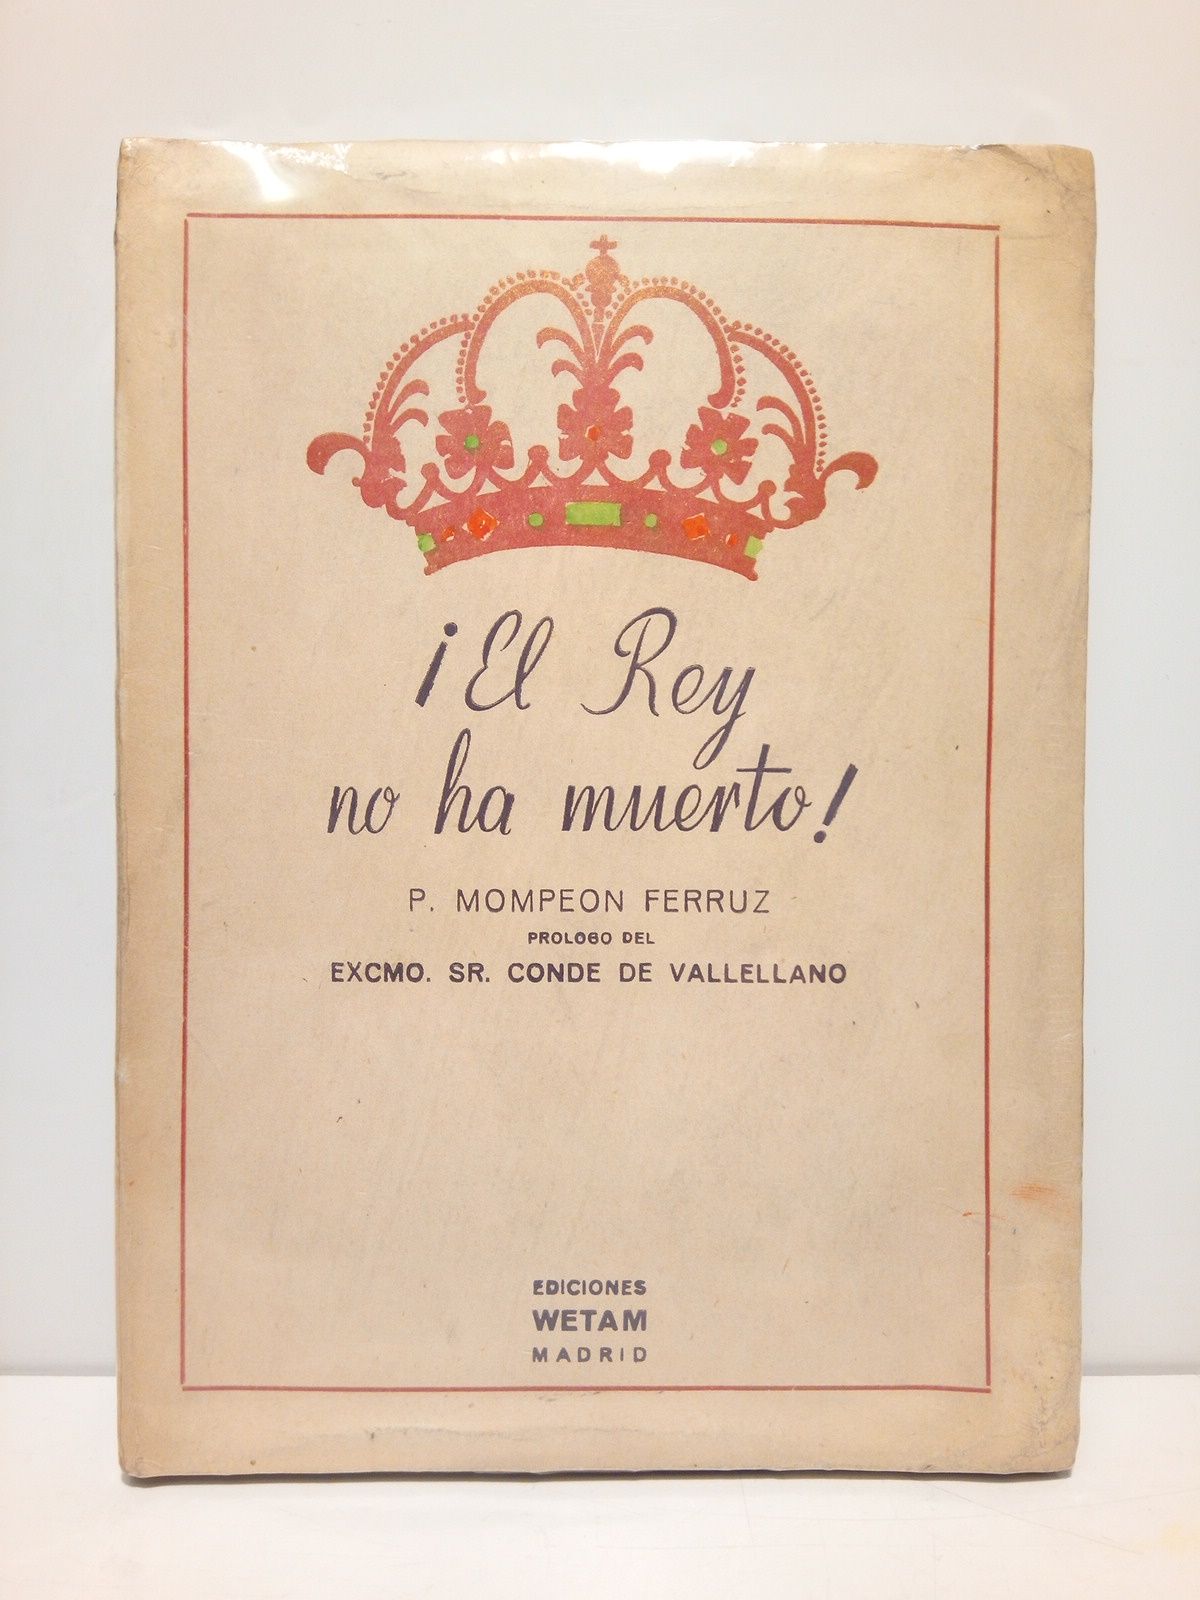 ¡El Rey
no ha muerto!
P. MOMPEON FERRUZ
PROLOGO DEL
EXCMO. SR. CONDE DE VALLELLANO
EDICIONES
WETAM
MADRID